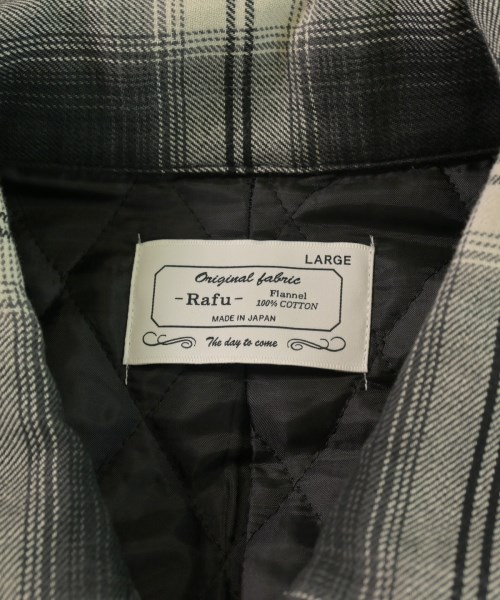 LARGE
Original fabric
-Rafu- Flannel
100% COTTON
MADE IN JAPAN
The day to come